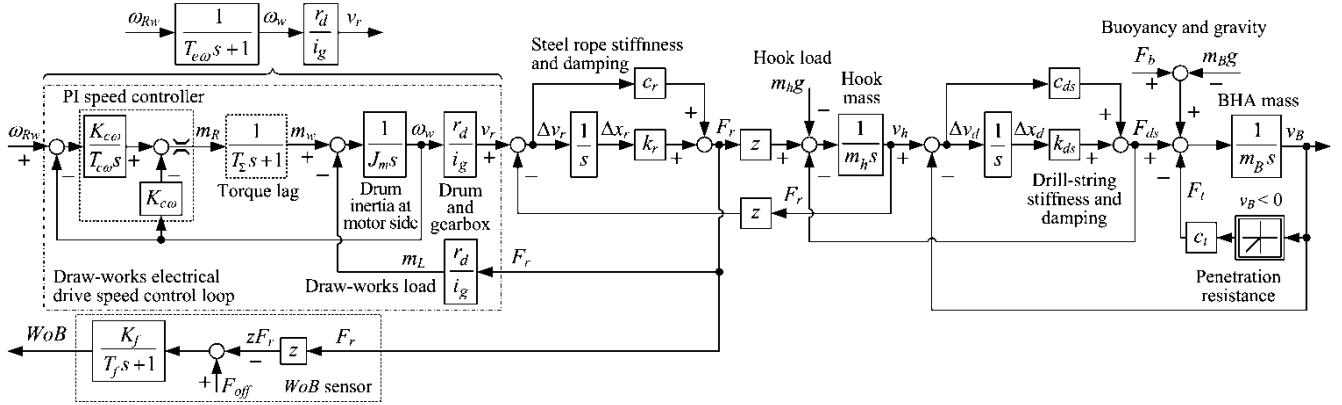 ω_Rw
1
T_eω s + 1
ω_w
r_d
i_g
v_r
Steel rope stiffnness
and damping
c_r
Hook load
m_h g
Hook
mass
Buoyancy and gravity
F_b
m_B g
BHA mass
PI speed controller
ω_Rw
+
−
K_cω
T_cω s
+
−
K_cω
m_R
1
T_Σ s + 1
Torque lag
m_w
+
−
1
J_m s
Drum
inertia at
motor side
ω_w
r_d
i_g
Drum
and
gearbox
v_r
+
−
Δv_r
1
s
Δx_r
k_r
+
+
F_r
z
+
−
−
1
m_h s
v_h
+
−
Δv_d
1
s
Δx_d
c_ds
k_ds
+
+
F_ds
Drill-string
stiffness and
damping
+
−
+
−
+
−
1
m_B s
v_B
F_t
v_B < 0
c_t
Penetration
resistance
z
F_r
m_L
r_d
i_g
F_r
Draw-works load
Draw-works electrical
drive speed control loop
WoB
K_f
T_f s + 1
zF_r
−
+
F_off
z
F_r
WoB sensor